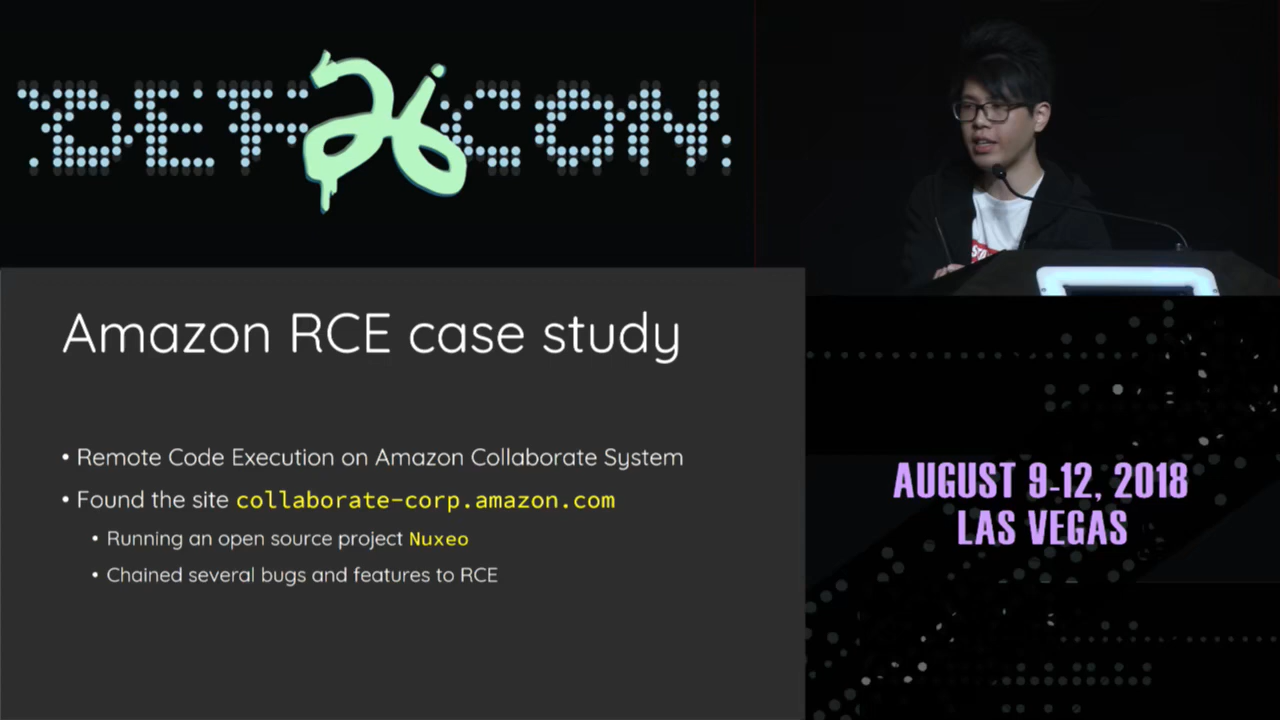 DEF 26 CON
Amazon RCE case study
• Remote Code Execution on Amazon Collaborate System
• Found the site collaborate-corp.amazon.com
• Running an open source project Nuxeo
• Chained several bugs and features to RCE
AUGUST 9-12, 2018
LAS VEGAS